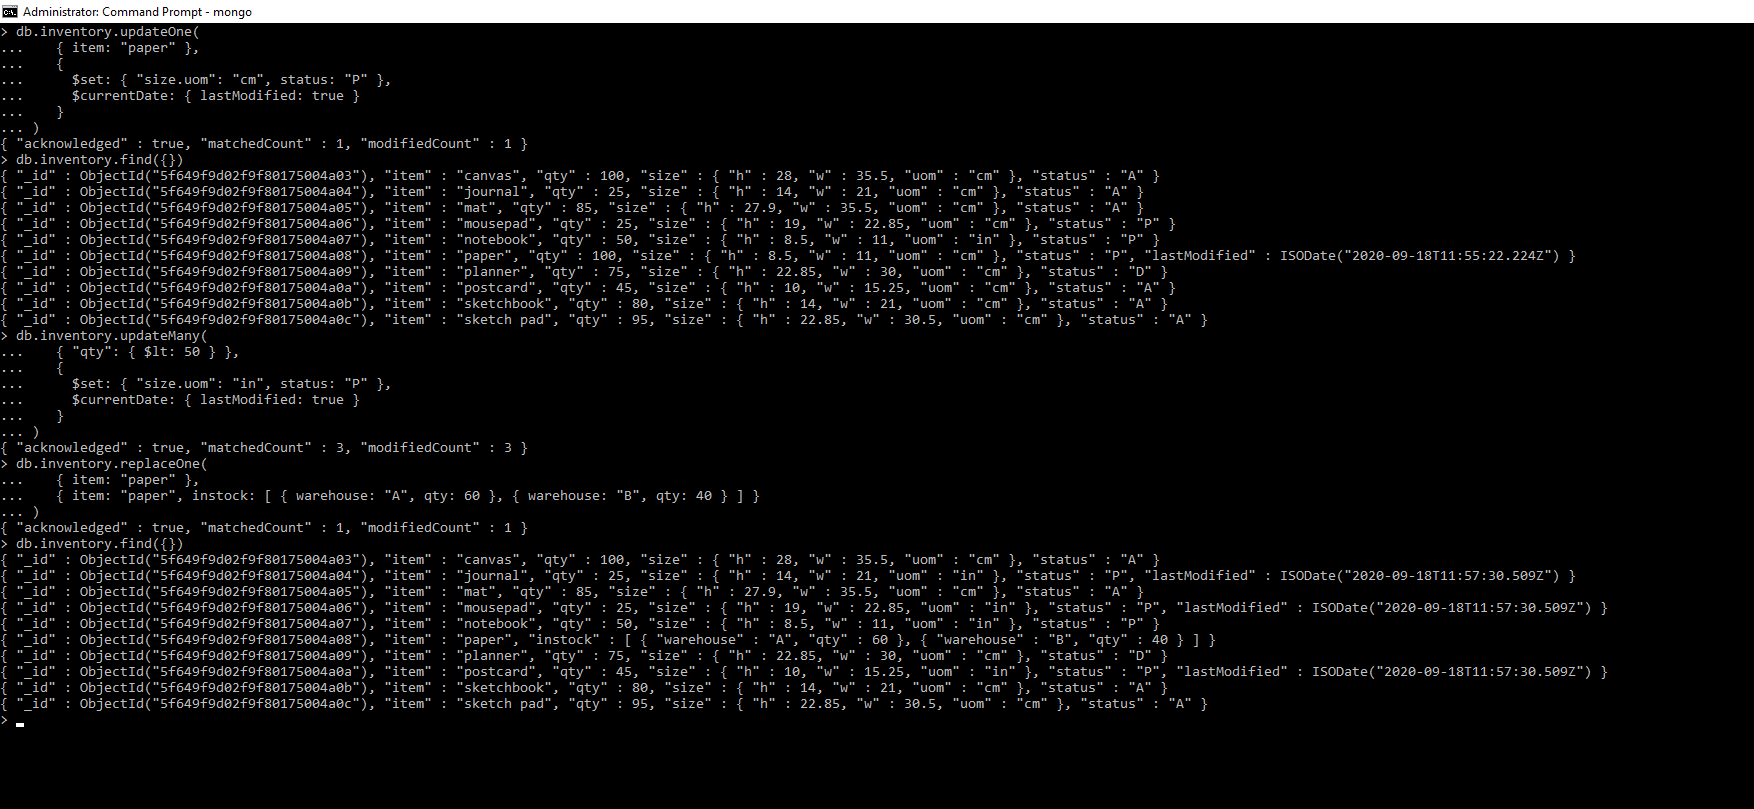 Administrator: Command Prompt - mongo
> db.inventory.updateOne(
...    { item: "paper" },
...    {
...      $set: { "size.uom": "cm", status: "P" },
...      $currentDate: { lastModified: true }
...    }
... )
{ "acknowledged" : true, "matchedCount" : 1, "modifiedCount" : 1 }
> db.inventory.find({})
{ "_id" : ObjectId("5f649f9d02f9f80175004a03"), "item" : "canvas", "qty" : 100, "size" : { "h" : 28, "w" : 35.5, "uom" : "cm" }, "status" : "A" }
{ "_id" : ObjectId("5f649f9d02f9f80175004a04"), "item" : "journal", "qty" : 25, "size" : { "h" : 14, "w" : 21, "uom" : "cm" }, "status" : "A" }
{ "_id" : ObjectId("5f649f9d02f9f80175004a05"), "item" : "mat", "qty" : 85, "size" : { "h" : 27.9, "w" : 35.5, "uom" : "cm" }, "status" : "A" }
{ "_id" : ObjectId("5f649f9d02f9f80175004a06"), "item" : "mousepad", "qty" : 25, "size" : { "h" : 19, "w" : 22.85, "uom" : "cm" }, "status" : "P" }
{ "_id" : ObjectId("5f649f9d02f9f80175004a07"), "item" : "notebook", "qty" : 50, "size" : { "h" : 8.5, "w" : 11, "uom" : "in" }, "status" : "P" }
{ "_id" : ObjectId("5f649f9d02f9f80175004a08"), "item" : "paper", "qty" : 100, "size" : { "h" : 8.5, "w" : 11, "uom" : "cm" }, "status" : "P", "lastModified" : ISODate("2020-09-18T11:55:22.224Z") }
{ "_id" : ObjectId("5f649f9d02f9f80175004a09"), "item" : "planner", "qty" : 75, "size" : { "h" : 22.85, "w" : 30, "uom" : "cm" }, "status" : "D" }
{ "_id" : ObjectId("5f649f9d02f9f80175004a0a"), "item" : "postcard", "qty" : 45, "size" : { "h" : 10, "w" : 15.25, "uom" : "cm" }, "status" : "A" }
{ "_id" : ObjectId("5f649f9d02f9f80175004a0b"), "item" : "sketchbook", "qty" : 80, "size" : { "h" : 14, "w" : 21, "uom" : "cm" }, "status" : "A" }
{ "_id" : ObjectId("5f649f9d02f9f80175004a0c"), "item" : "sketch pad", "qty" : 95, "size" : { "h" : 22.85, "w" : 30.5, "uom" : "cm" }, "status" : "A" }
> db.inventory.updateMany(
...    { "qty": { $lt: 50 } },
...    {
...      $set: { "size.uom": "in", status: "P" },
...      $currentDate: { lastModified: true }
...    }
... )
{ "acknowledged" : true, "matchedCount" : 3, "modifiedCount" : 3 }
> db.inventory.replaceOne(
...    { item: "paper" },
...    { item: "paper", instock: [ { warehouse: "A", qty: 60 }, { warehouse: "B", qty: 40 } ] }
... )
{ "acknowledged" : true, "matchedCount" : 1, "modifiedCount" : 1 }
> db.inventory.find({})
{ "_id" : ObjectId("5f649f9d02f9f80175004a03"), "item" : "canvas", "qty" : 100, "size" : { "h" : 28, "w" : 35.5, "uom" : "cm" }, "status" : "A" }
{ "_id" : ObjectId("5f649f9d02f9f80175004a04"), "item" : "journal", "qty" : 25, "size" : { "h" : 14, "w" : 21, "uom" : "in" }, "status" : "P", "lastModified" : ISODate("2020-09-18T11:57:30.509Z") }
{ "_id" : ObjectId("5f649f9d02f9f80175004a05"), "item" : "mat", "qty" : 85, "size" : { "h" : 27.9, "w" : 35.5, "uom" : "cm" }, "status" : "A" }
{ "_id" : ObjectId("5f649f9d02f9f80175004a06"), "item" : "mousepad", "qty" : 25, "size" : { "h" : 19, "w" : 22.85, "uom" : "in" }, "status" : "P", "lastModified" : ISODate("2020-09-18T11:57:30.509Z") }
{ "_id" : ObjectId("5f649f9d02f9f80175004a07"), "item" : "notebook", "qty" : 50, "size" : { "h" : 8.5, "w" : 11, "uom" : "in" }, "status" : "P" }
{ "_id" : ObjectId("5f649f9d02f9f80175004a08"), "item" : "paper", "instock" : [ { "warehouse" : "A", "qty" : 60 }, { "warehouse" : "B", "qty" : 40 } ] }
{ "_id" : ObjectId("5f649f9d02f9f80175004a09"), "item" : "planner", "qty" : 75, "size" : { "h" : 22.85, "w" : 30, "uom" : "cm" }, "status" : "D" }
{ "_id" : ObjectId("5f649f9d02f9f80175004a0a"), "item" : "postcard", "qty" : 45, "size" : { "h" : 10, "w" : 15.25, "uom" : "in" }, "status" : "P", "lastModified" : ISODate("2020-09-18T11:57:30.509Z") }
{ "_id" : ObjectId("5f649f9d02f9f80175004a0b"), "item" : "sketchbook", "qty" : 80, "size" : { "h" : 14, "w" : 21, "uom" : "cm" }, "status" : "A" }
{ "_id" : ObjectId("5f649f9d02f9f80175004a0c"), "item" : "sketch pad", "qty" : 95, "size" : { "h" : 22.85, "w" : 30.5, "uom" : "cm" }, "status" : "A" }
>